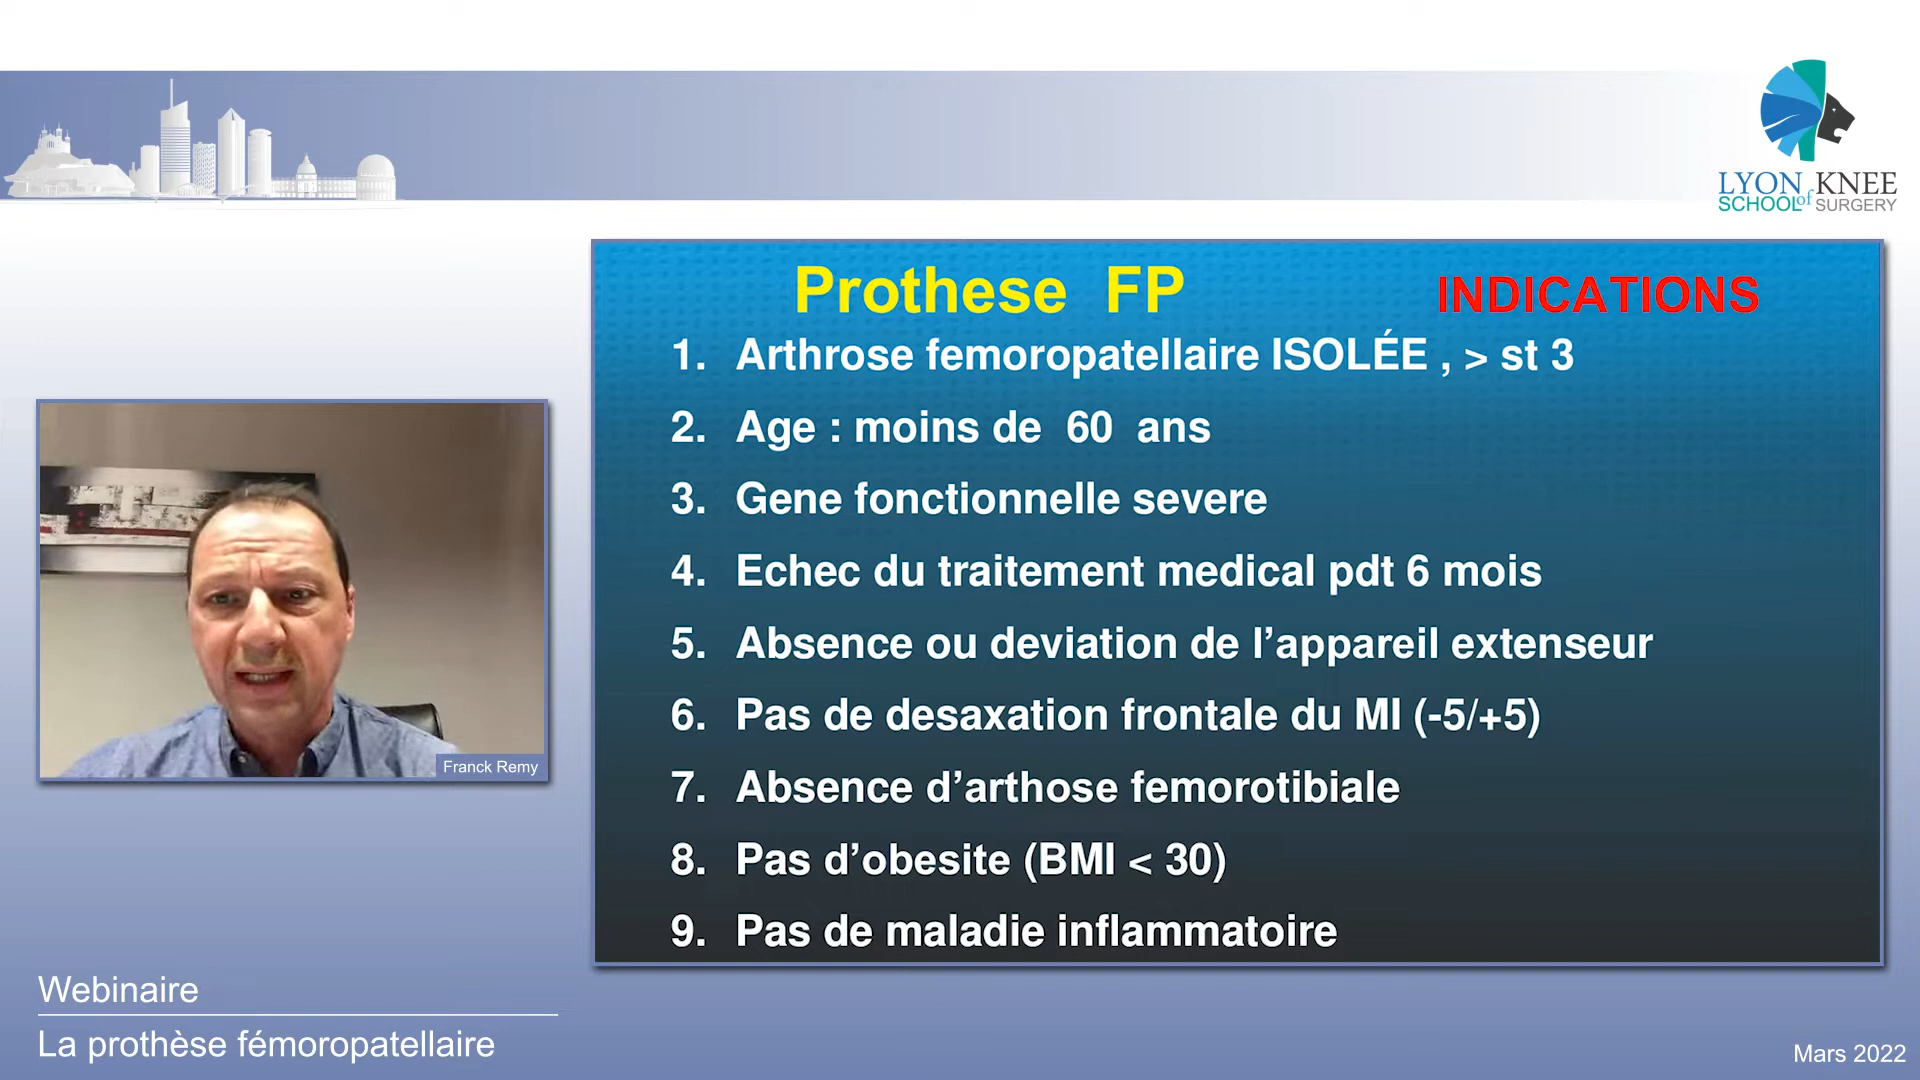 LYON of KNEE
SCHOOL SURGERY
Prothese FP INDICATIONS
1. Arthrose femoropatellaire ISOLÉE , > st 3
2. Age : moins de 60 ans
3. Gene fonctionnelle severe
4. Echec du traitement medical pdt 6 mois
5. Absence ou deviation de l’appareil extenseur
6. Pas de desaxation frontale du MI (-5/+5)
7. Absence d’arthose femorotibiale
8. Pas d’obesite (BMI < 30)
9. Pas de maladie inflammatoire
Franck Remy
Webinaire
La prothèse fémoropatellaire
Mars 2022